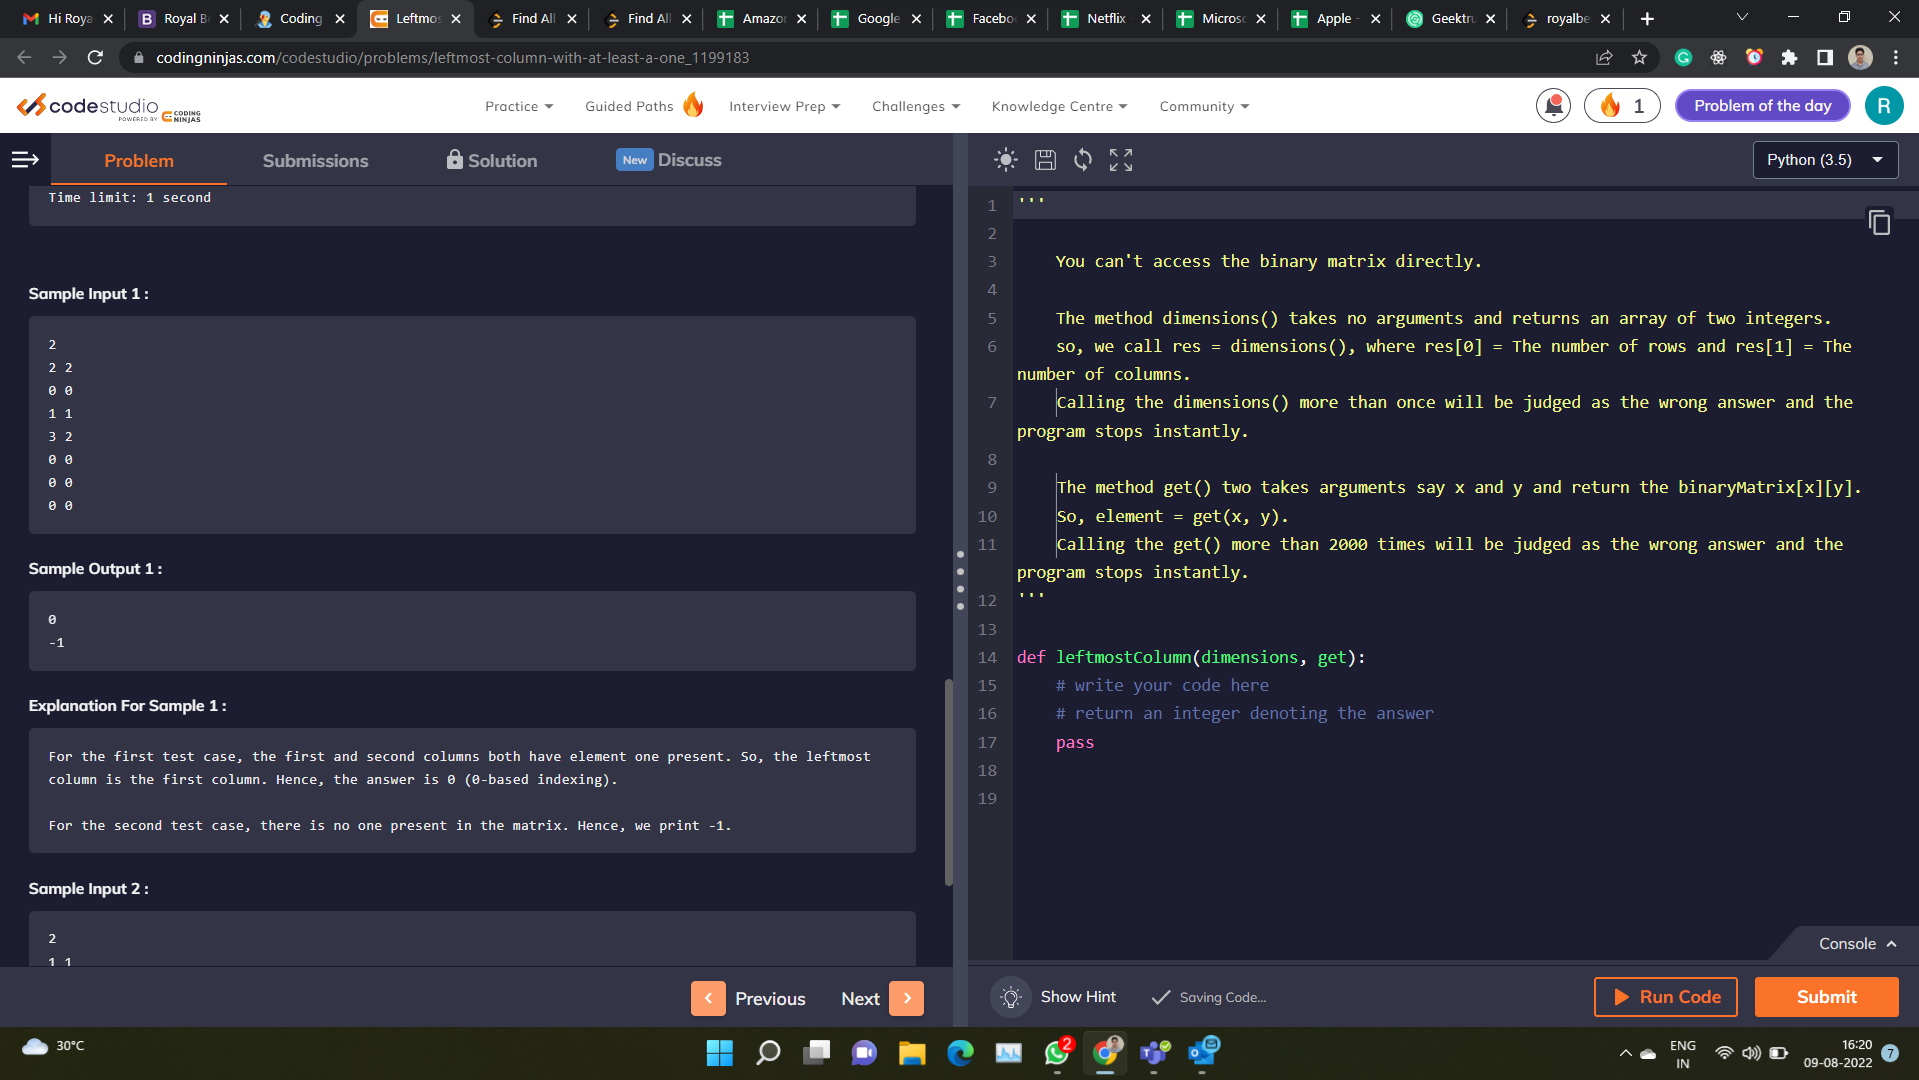 Hi Roya
Royal B
Coding
Leftmos
Find All
Find All
Amazon
Google
Facebo
Netflix
Micros
Apple -
Geektr
royalbe
codingninjas.com/codestudio/problems/leftmost-column-with-at-least-a-one_1199183
codestudio
POWERED BY CODING NINJAS
Practice
Guided Paths
Interview Prep
Challenges
Knowledge Centre
Community
1
Problem of the day
R
Problem
Submissions
Solution
New Discuss
Python (3.5)
Time limit: 1 second
Sample Input 1 :
2
2 2
0 0
1 1
3 2
0 0
0 0
0 0
Sample Output 1 :
0
-1
Explanation For Sample 1 :
For the first test case, the first and second columns both have element one present. So, the leftmost
column is the first column. Hence, the answer is 0 (0-based indexing).
For the second test case, there is no one present in the matrix. Hence, we print -1.
Sample Input 2 :
2
1 1
Previous
Next
1 '''
2
3 You can't access the binary matrix directly.
4
5 The method dimensions() takes no arguments and returns an array of two integers.
6 so, we call res = dimensions(), where res[0] = The number of rows and res[1] = The
number of columns.
7 Calling the dimensions() more than once will be judged as the wrong answer and the
program stops instantly.
8
9 The method get() two takes arguments say x and y and return the binaryMatrix[x][y].
10 So, element = get(x, y).
11 Calling the get() more than 2000 times will be judged as the wrong answer and the
program stops instantly.
12 '''
13
14 def leftmostColumn(dimensions, get):
15 # write your code here
16 # return an integer denoting the answer
17 pass
18
19
Console
Show Hint
Saving Code...
Run Code
Submit
30°C
2
ENG
IN
16:20
09-08-2022
7